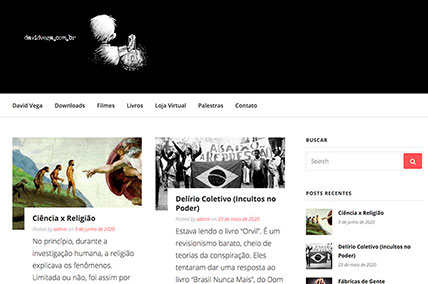 davidvega.com.br
David Vega Downloads Filmes Livros Loja Virtual Palestras Contato
Ciência x Religião
Posted by admin on 3 de junho de 2020
No princípio, durante a
investigação humana, a religião
explicava os fenômenos.
Limitada ou não, foi assim por
ABAIXO
Delírio Coletivo (Incultos no
Poder)
Posted by admin on 23 de maio de 2020
Estava lendo o livro "Orvil". É um
revisionismo barato, cheio de
teorias da conspiração. Eles
tentaram dar uma resposta ao
livro "Brasil Nunca Mais", do Dom
BUSCAR
Search
POSTS RECENTES
Ciência x Religião
3 de junho de 2020
Delírio Coletivo (Incultos no
Poder)
23 de maio de 2020
Fábricas de Gente